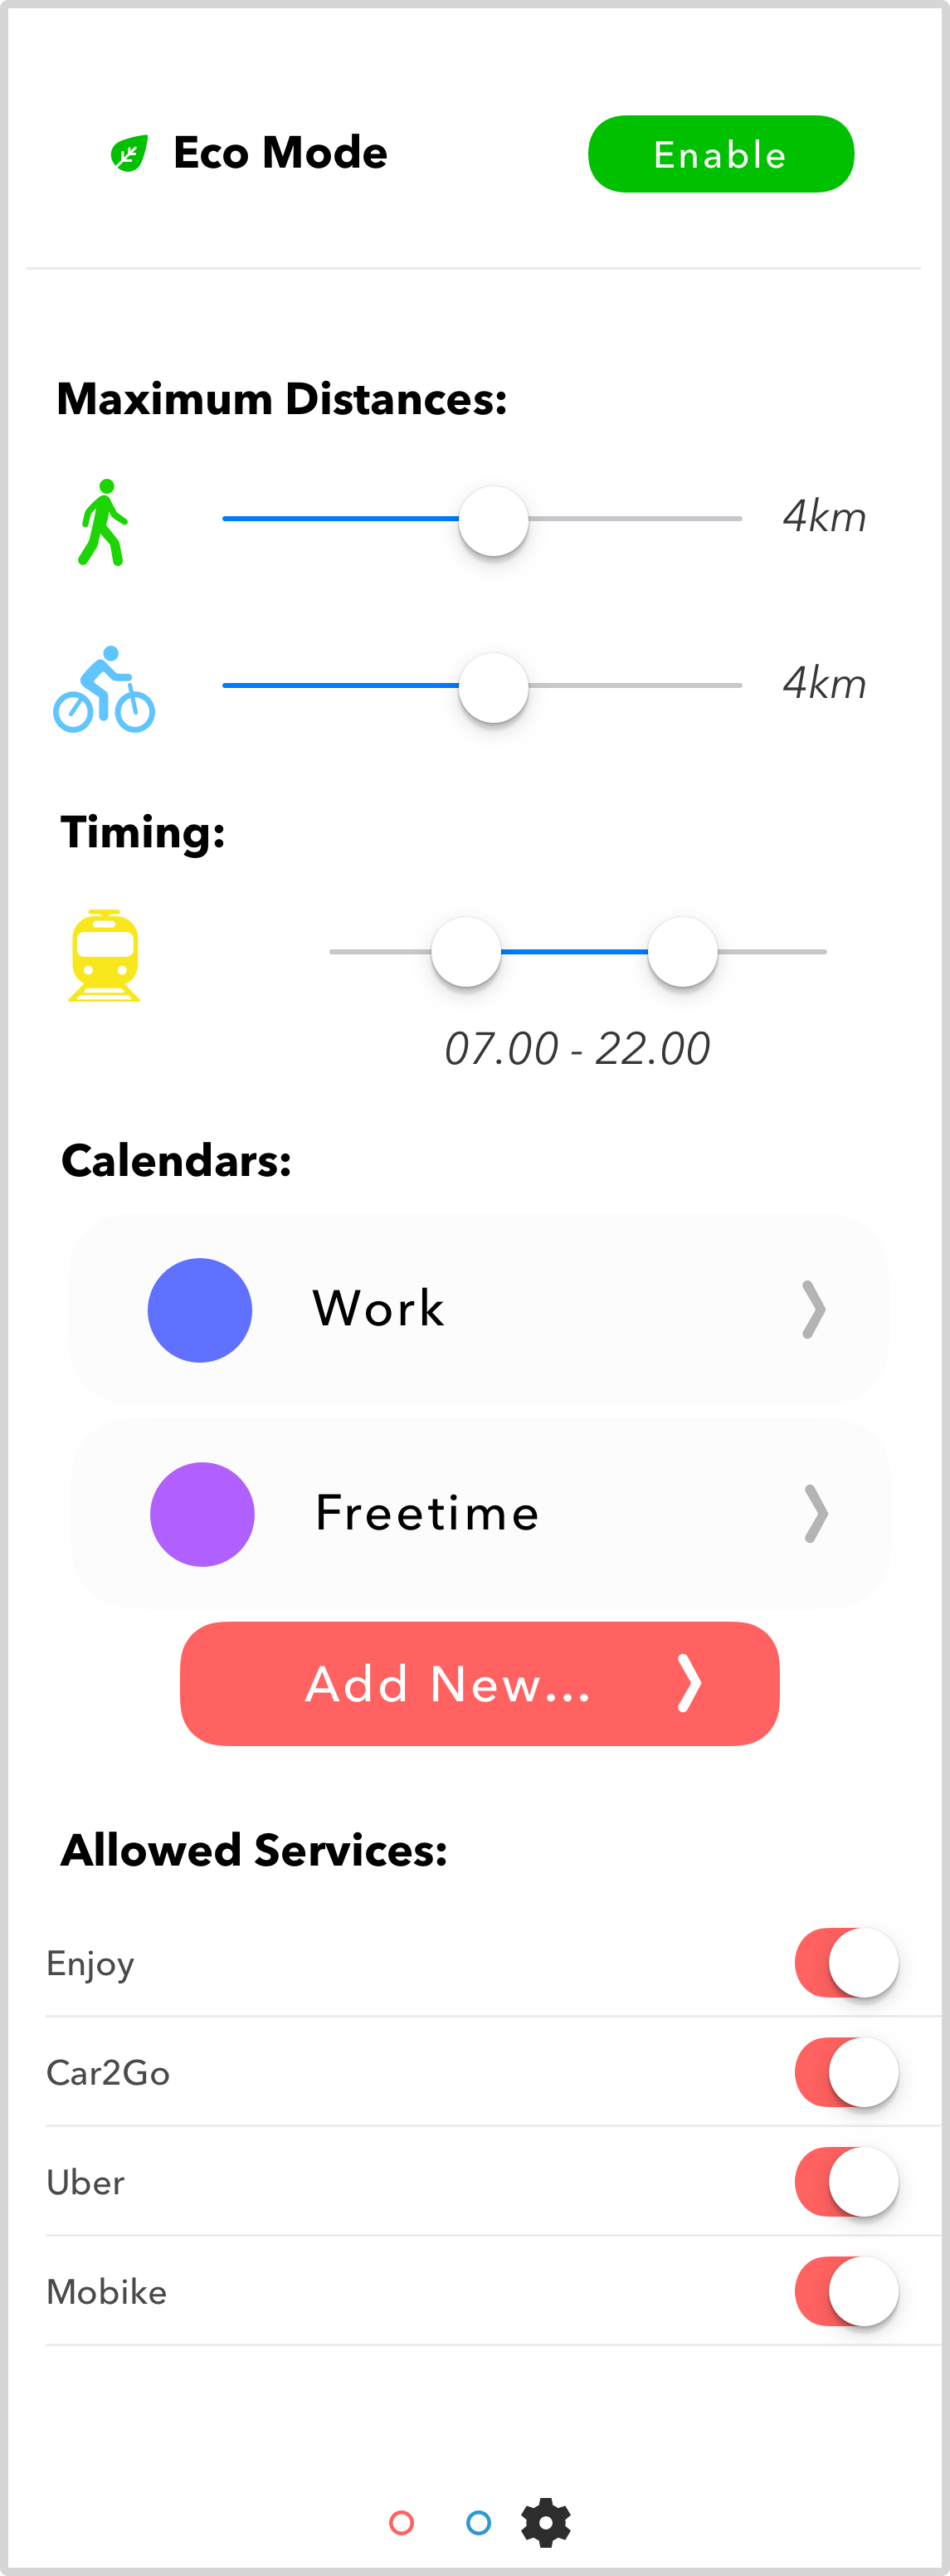 Eco Mode
Enable
Maximum Distances:
4km
4km
Timing:
07.00 - 22.00
Calendars:
Work
Freetime
Add New...
Allowed Services:
Enjoy
Car2Go
Uber
Mobike